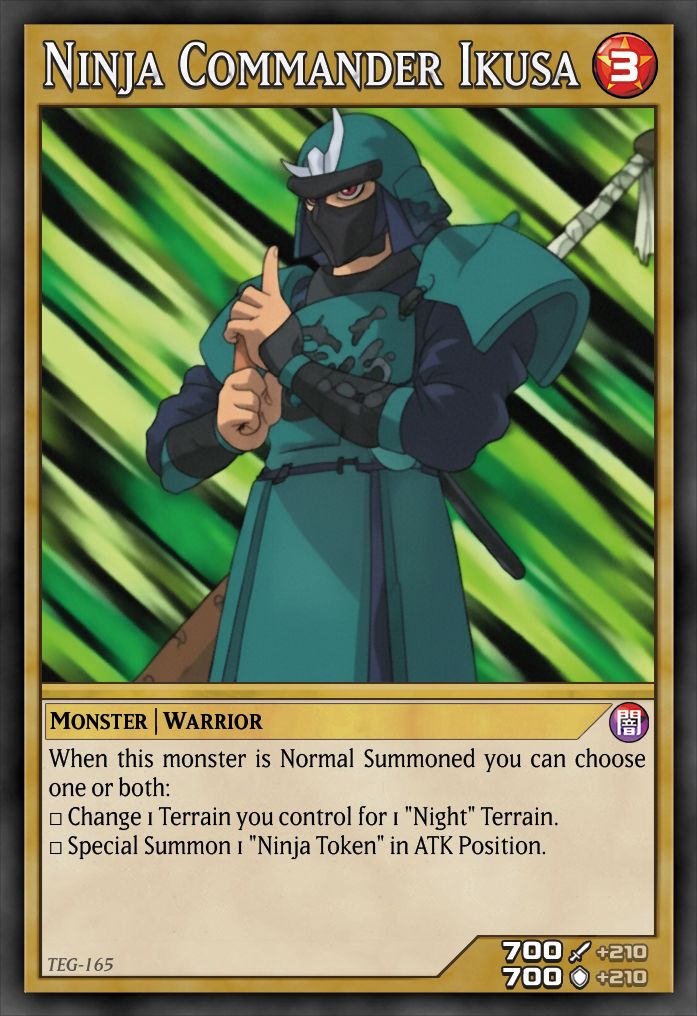 Ninja Commander Ikusa 3
Monster | Warrior 闇
When this monster is Normal Summoned you can choose
one or both:
□ Change 1 Terrain you control for 1 "Night" Terrain.
□ Special Summon 1 "Ninja Token" in ATK Position.
700 +210
TEG-165
700 +210